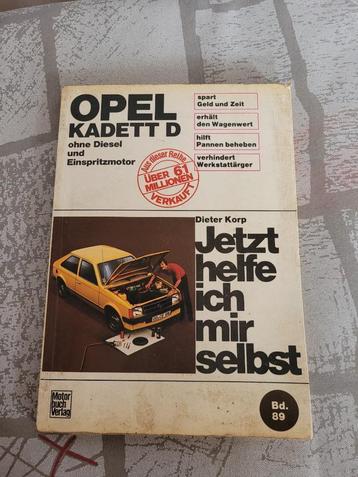 OPEL
KADETT D
ohne Diesel
und
Einspritzmotor
spart
Geld und Zeit
erhält
den Wagenwert
hilft
Pannen beheben
verhindert
Werkstattärger
Aus dieser Reihe
ÜBER 6,1
MILLIONEN
VERKAUFT
Dieter Korp
Jetzt
helfe
ich
mir
selbst
Motor
buch
Verlag
Bd.
89